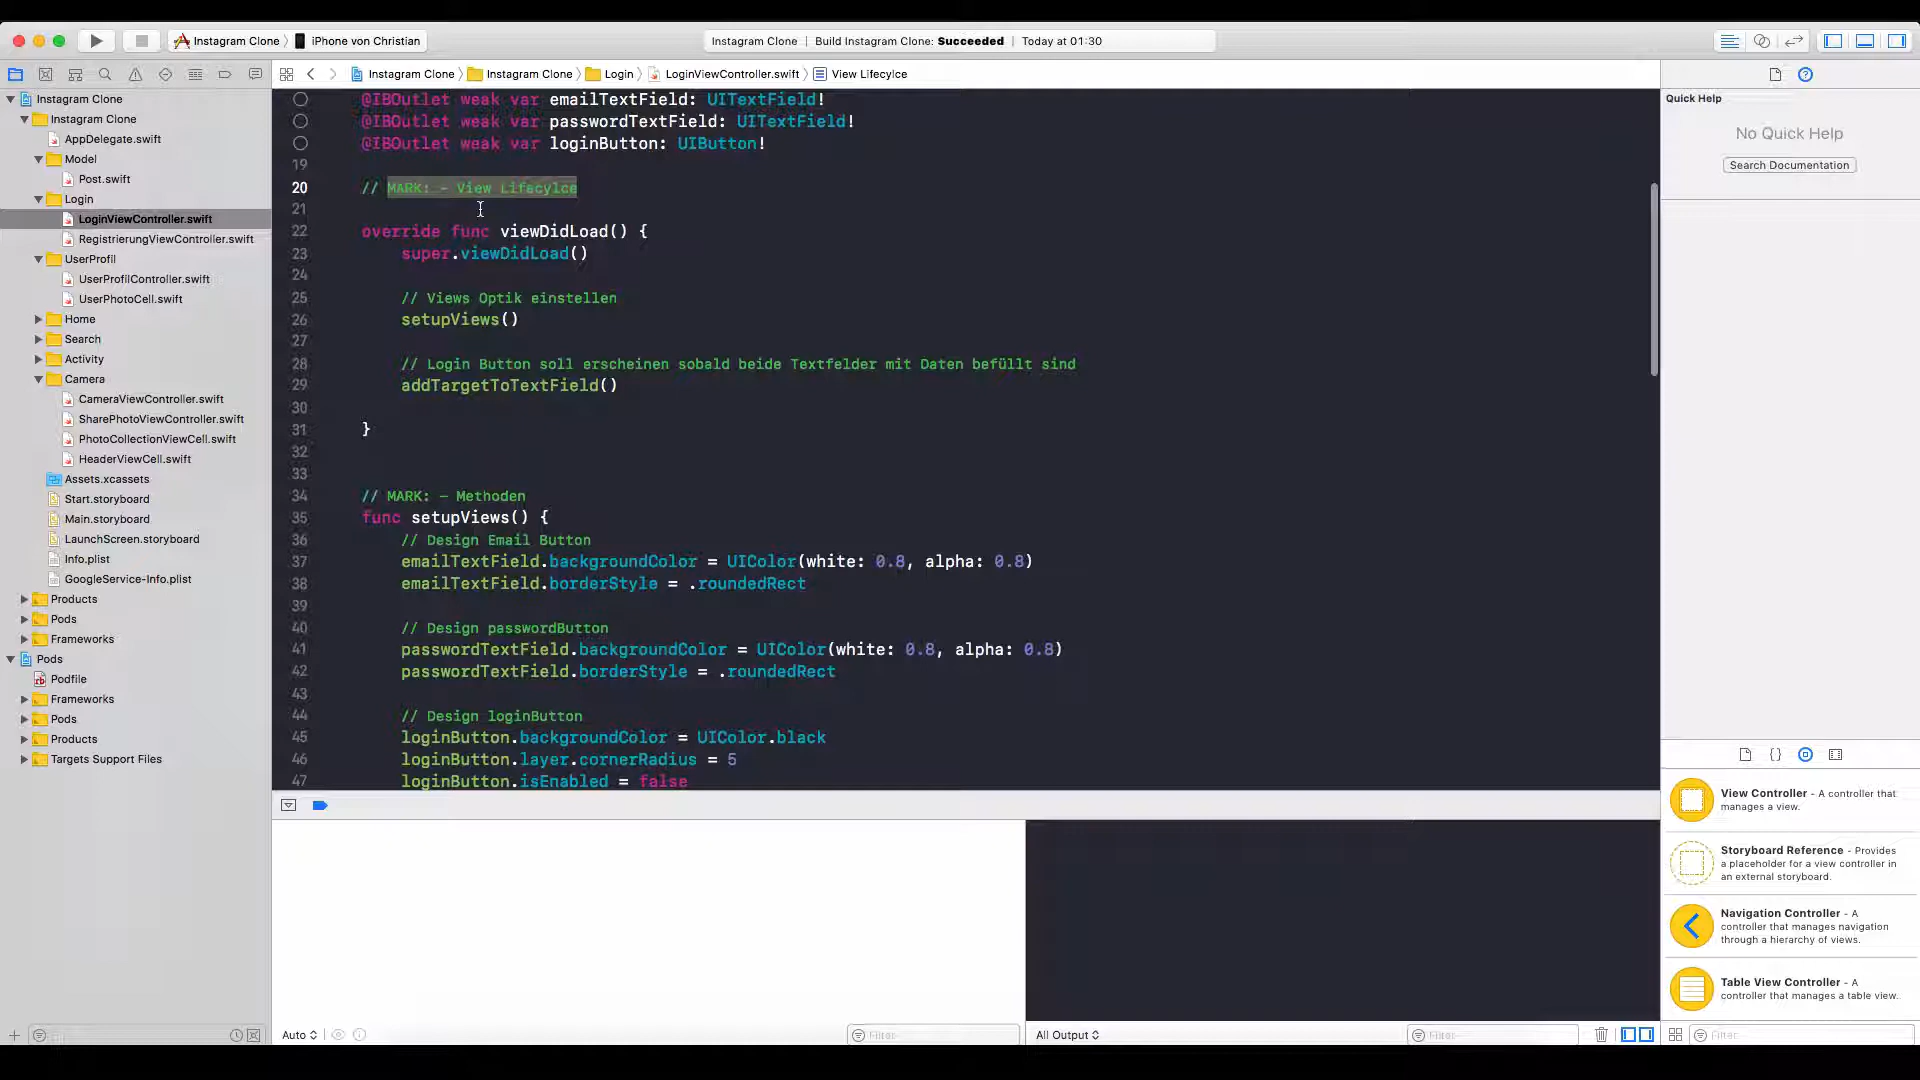 Instagram Clone
iPhone von Christian
Instagram Clone
Build Instagram Clone: Succeeded
Today at 01:30
Instagram Clone
Instagram Clone
Login
LoginViewController.swift
View Lifecylce
Instagram Clone
Instagram Clone
AppDelegate.swift
Model
Post.swift
Login
LoginViewController.swift
RegistrierungViewController.swift
UserProfil
UserProfilController.swift
UserPhotoCell.swift
Home
Search
Activity
Camera
CameraViewController.swift
SharePhotoViewController.swift
PhotoCollectionViewCell.swift
HeaderViewCell.swift
Assets.xcassets
Start.storyboard
Main.storyboard
LaunchScreen.storyboard
Info.plist
GoogleService-Info.plist
Products
Pods
Frameworks
Pods
Podfile
Frameworks
Pods
Products
Targets Support Files
@IBOutlet weak var emailTextField: UITextField!
@IBOutlet weak var passwordTextField: UITextField!
@IBOutlet weak var loginButton: UIButton!
19
20 // MARK: - View Lifecylce
21
22 override func viewDidLoad() {
23 super.viewDidLoad()
24
25 // Views Optik einstellen
26 setupViews()
27
28 // Login Button soll erscheinen sobald beide Textfelder mit Daten befüllt sind
29 addTargetToTextField()
30
31 }
32
33
34 // MARK: - Methoden
35 func setupViews() {
36 // Design Email Button
37 emailTextField.backgroundColor = UIColor(white: 0.8, alpha: 0.8)
38 emailTextField.borderStyle = .roundedRect
39
40 // Design passwordButton
41 passwordTextField.backgroundColor = UIColor(white: 0.8, alpha: 0.8)
42 passwordTextField.borderStyle = .roundedRect
43
44 // Design loginButton
45 loginButton.backgroundColor = UIColor.black
46 loginButton.layer.cornerRadius = 5
47 loginButton.isEnabled = false
Auto
Filter
All Output
Filter
Quick Help
No Quick Help
Search Documentation
View Controller - A controller that
manages a view.
Storyboard Reference - Provides
a placeholder for a view controller in
an external storyboard.
Navigation Controller - A
controller that manages navigation
through a hierarchy of views.
Table View Controller - A
controller that manages a table view.
Filter